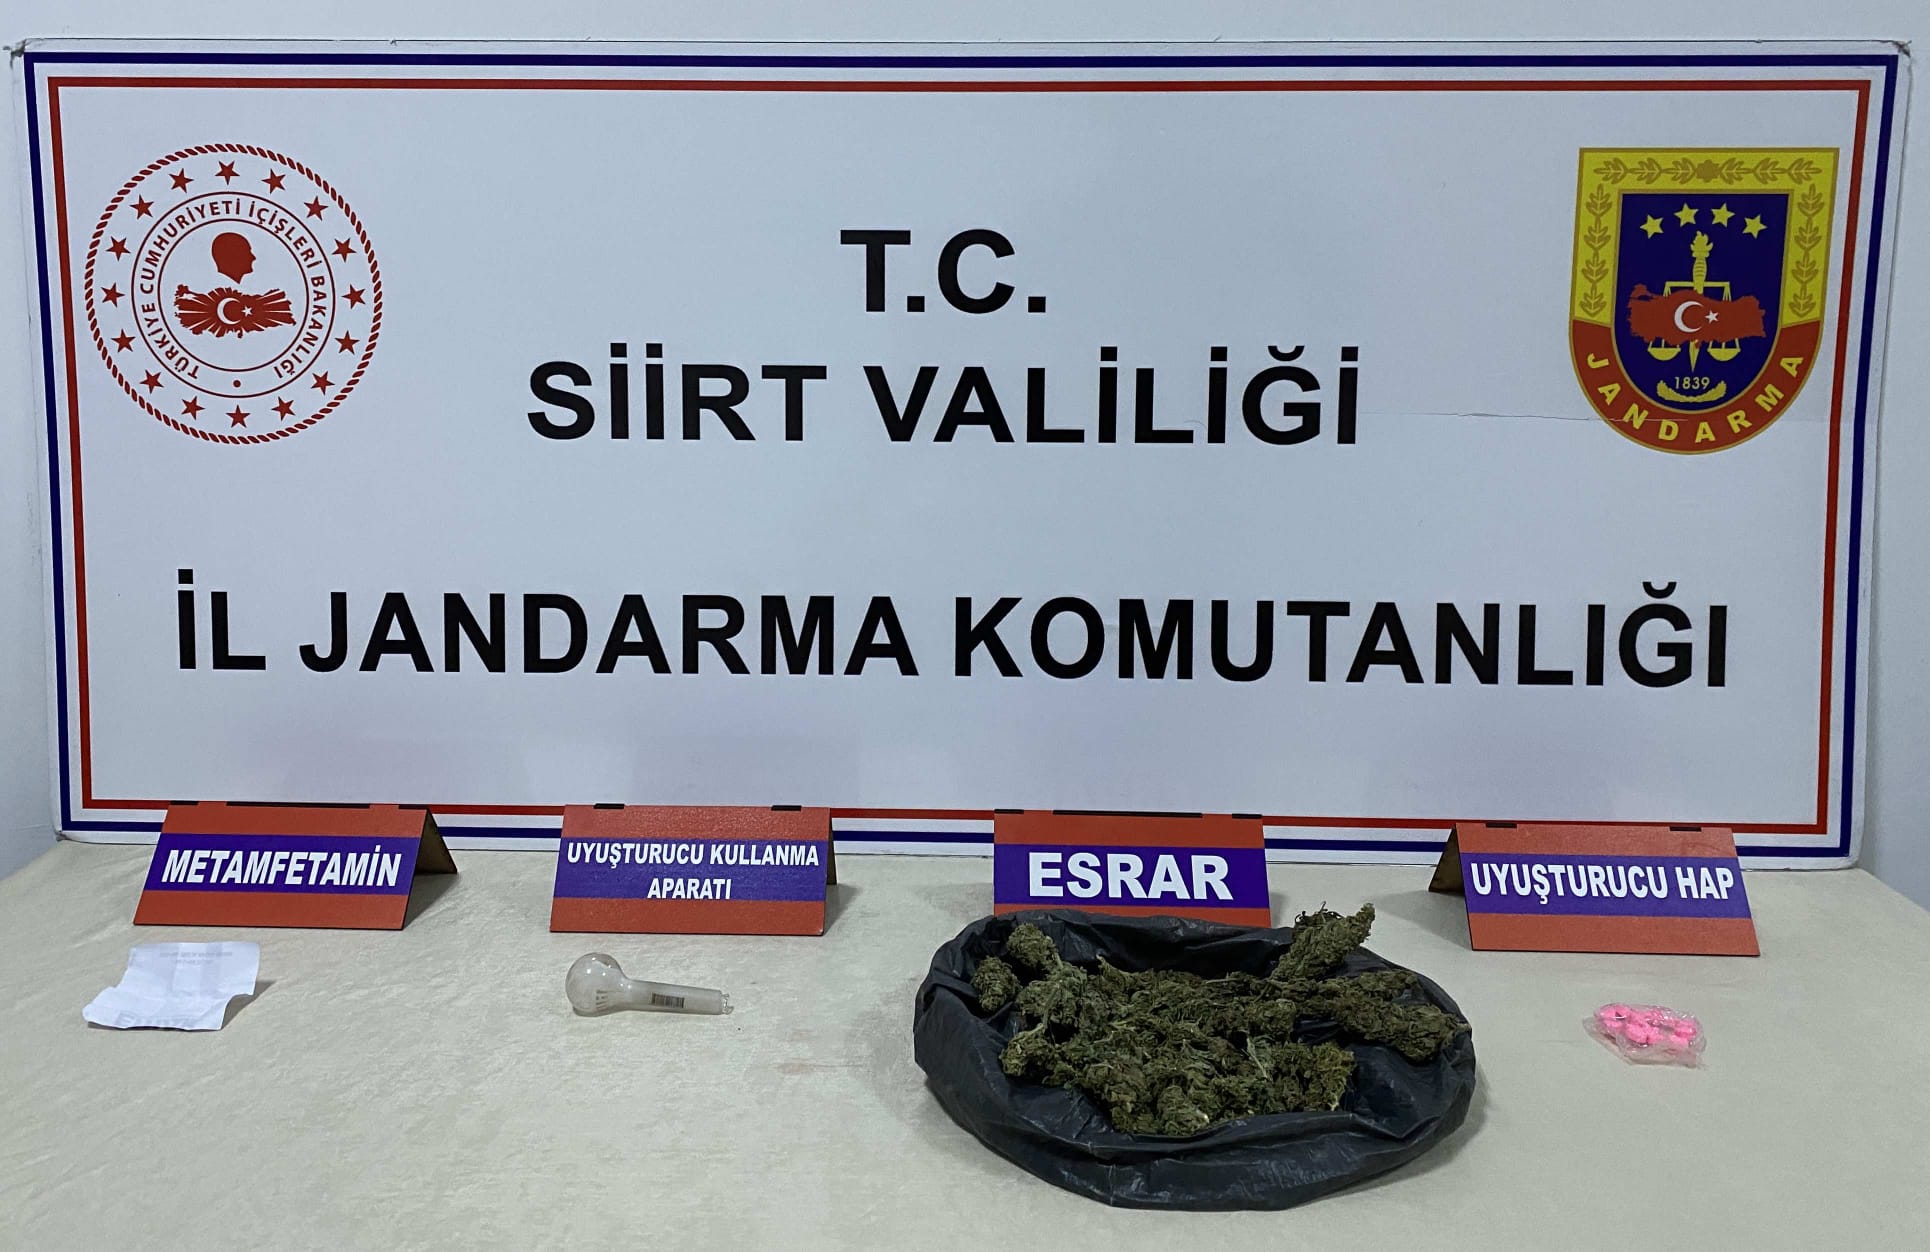 TÜRKİYE CUMHURİYETİ İÇİŞLERİ BAKANLIĞI
T.C.
SİİRT VALİLİĞİ
İL JANDARMA KOMUTANLIĞI
1839
JANDARMA
METAMFETAMİN
UYUŞTURUCU KULLANMA
APARATI
ESRAR
UYUŞTURUCU HAP